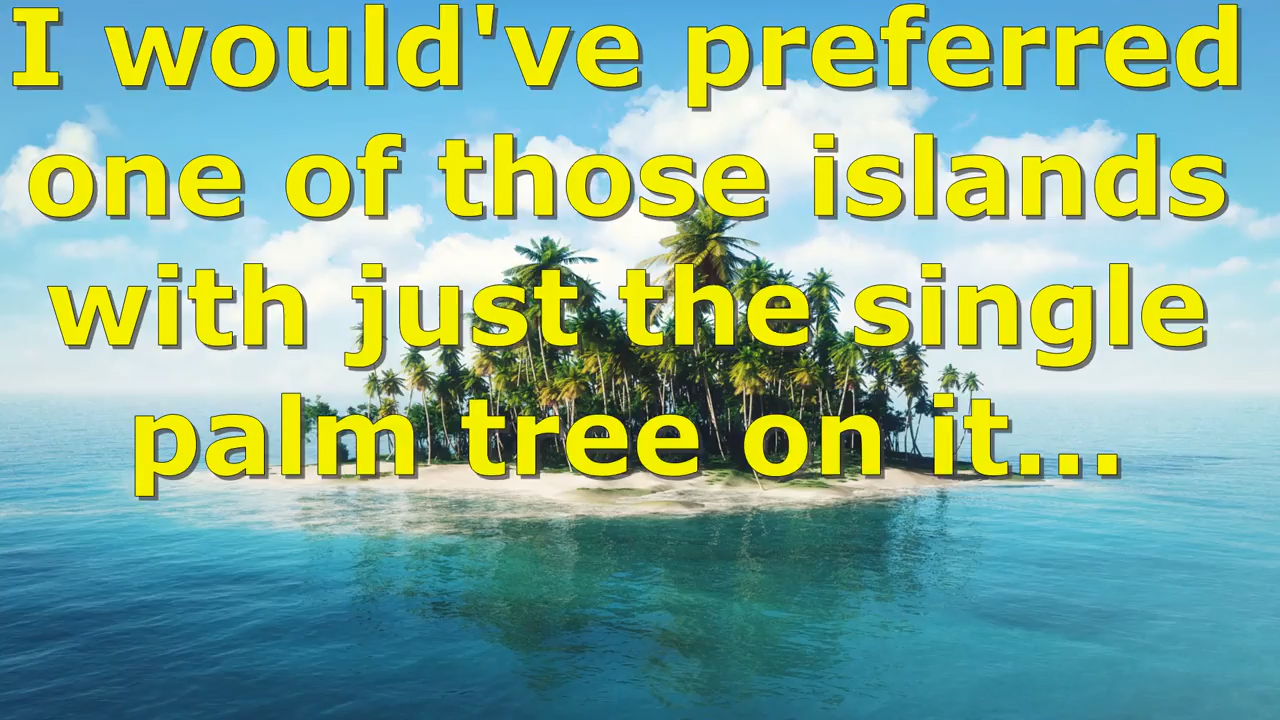 I would've preferred
one of those islands
with just the single
palm tree on it...